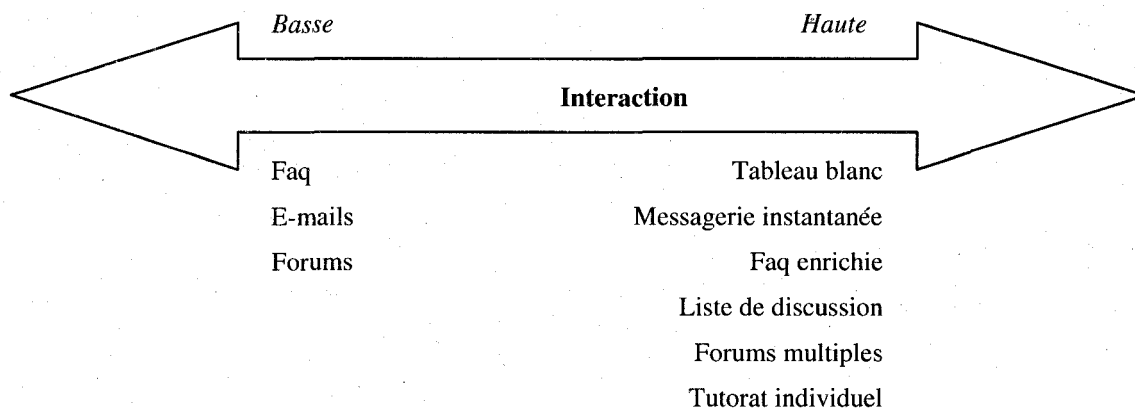 Basse Haute
Interaction
Faq Tableau blanc
E-mails Messagerie instantanée
Forums Faq enrichie
Liste de discussion
Forums multiples
Tutorat individuel